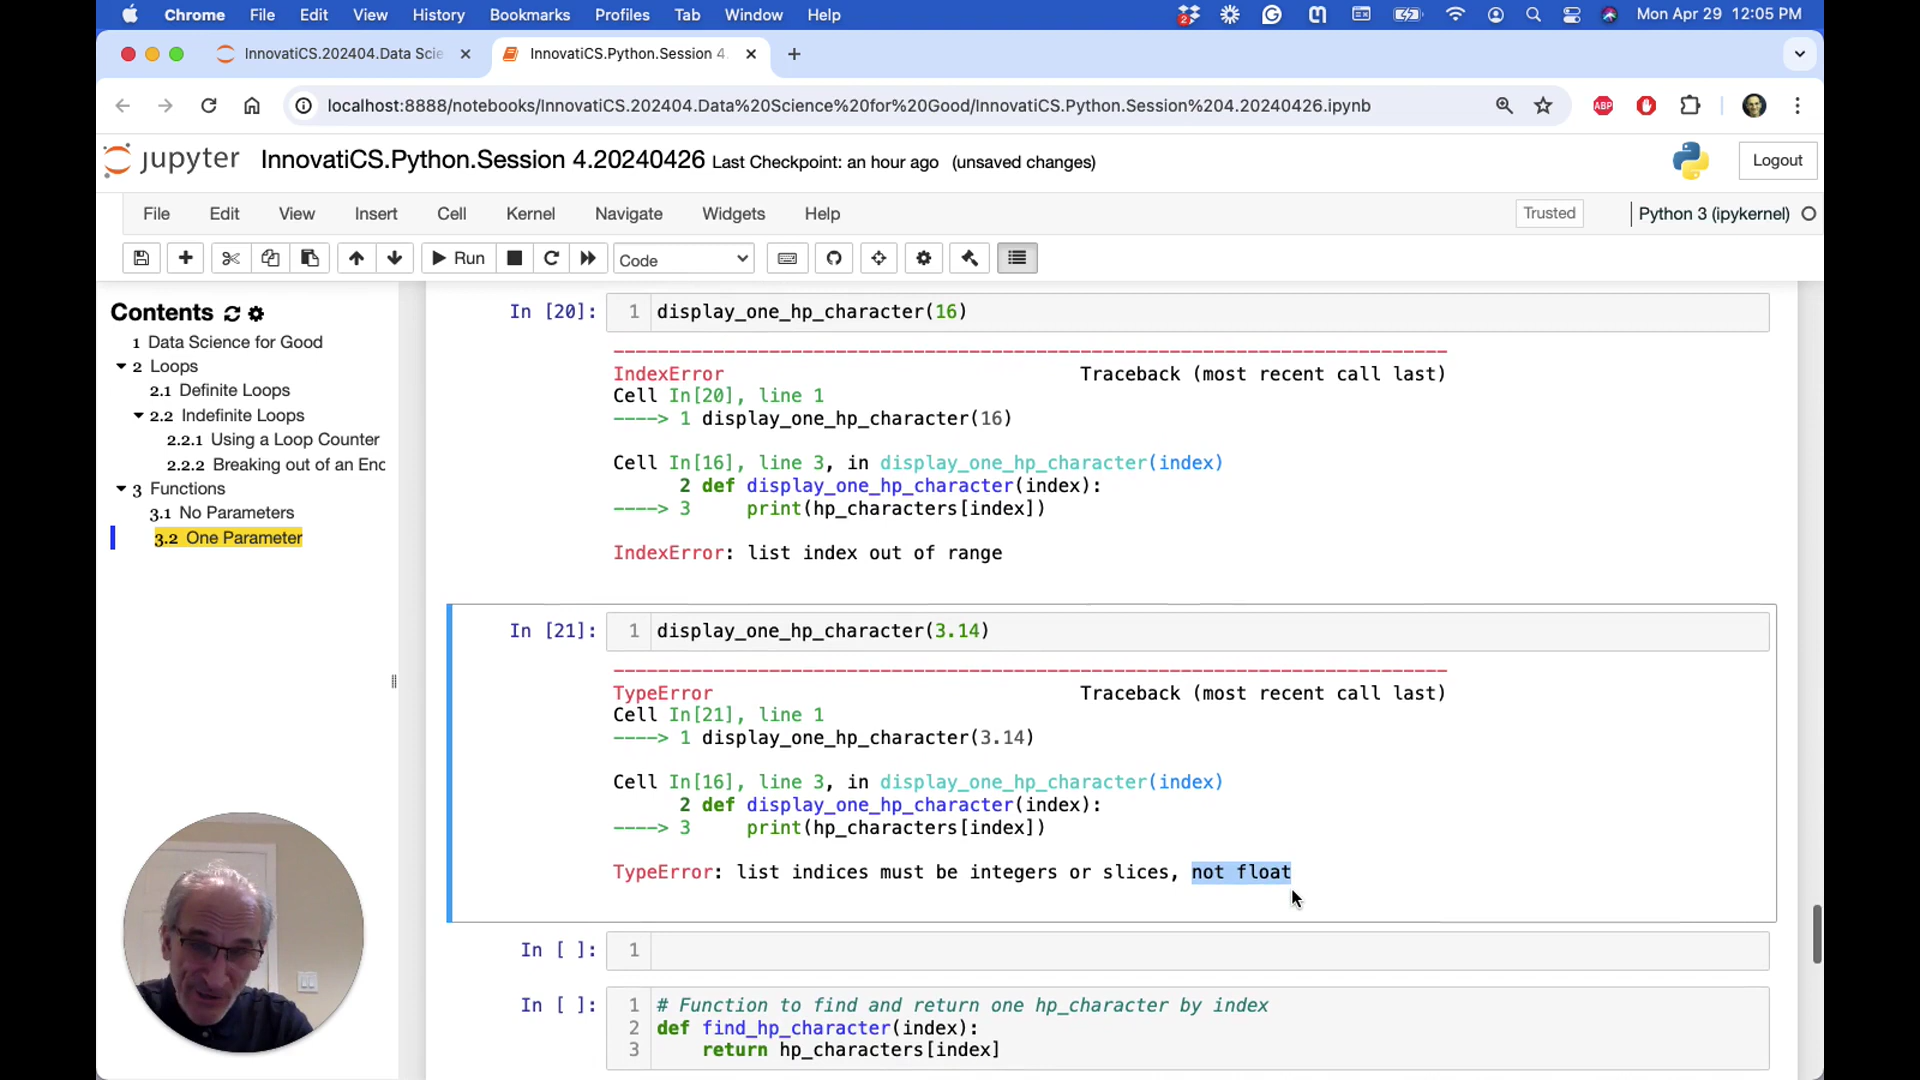 Chrome File Edit View History Bookmarks Profiles Tab Window Help 2 Mon Apr 29 12:05 PM
InnovatiCS.202404.Data Scie InnovatiCS.Python.Session 4.
localhost:8888/notebooks/InnovatiCS.202404.Data%20Science%20for%20Good/InnovatiCS.Python.Session%204.20240426.ipynb ABP
jupyter InnovatiCS.Python.Session 4.20240426 Last Checkpoint: an hour ago (unsaved changes) Logout
File Edit View Insert Cell Kernel Navigate Widgets Help Trusted Python 3 (ipykernel)
Run Code
Contents
1 Data Science for Good
2 Loops
2.1 Definite Loops
2.2 Indefinite Loops
2.2.1 Using a Loop Counter
2.2.2 Breaking out of an Enc
3 Functions
3.1 No Parameters
3.2 One Parameter
In [20]: 1 display_one_hp_character(16)
---------------------------------------------------------------------------
IndexError Traceback (most recent call last)
Cell In[20], line 1
----> 1 display_one_hp_character(16)
Cell In[16], line 3, in display_one_hp_character(index)
2 def display_one_hp_character(index):
----> 3 print(hp_characters[index])
IndexError: list index out of range
In [21]: 1 display_one_hp_character(3.14)
---------------------------------------------------------------------------
TypeError Traceback (most recent call last)
Cell In[21], line 1
----> 1 display_one_hp_character(3.14)
Cell In[16], line 3, in display_one_hp_character(index)
2 def display_one_hp_character(index):
----> 3 print(hp_characters[index])
TypeError: list indices must be integers or slices, not float
In [ ]: 1
In [ ]: 1 # Function to find and return one hp_character by index
2 def find_hp_character(index):
3 return hp_characters[index]